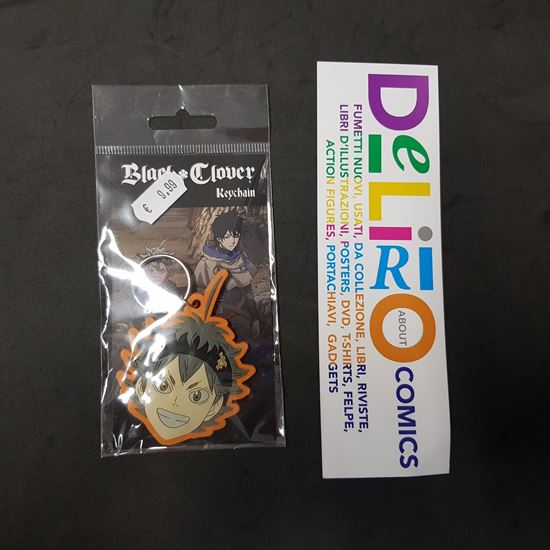 Black Clover
Keychain
€ 9,99
DeLiRiO
ABOUT
COMICS
FUMETTI NUOVI, USATI, DA COLLEZIONE, LIBRI, RIVISTE,
LIBRI D'ILLUSTRAZIONI, POSTERS, DVD, T-SHIRTS, FELPE,
ACTION FIGURES, PORTACHIAVI, GADGETS